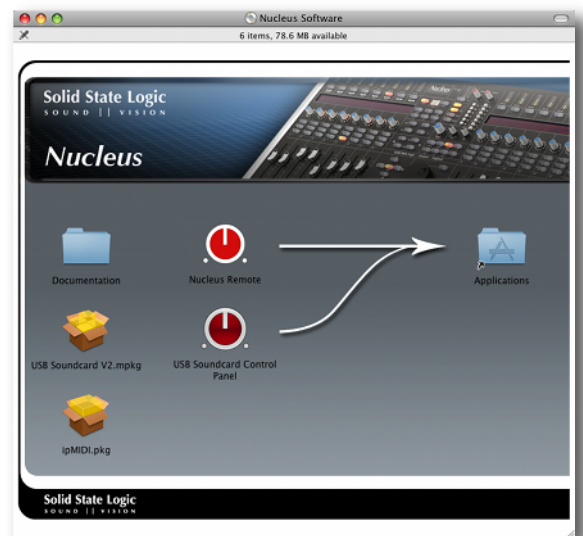 Nucleus Software
6 items, 78.6 MB available
Solid State Logic
SOUND || VISION
Nucleus
Documentation
Nucleus Remote
Applications
USB Soundcard V2.mpkg
USB Soundcard Control
Panel
ipMIDI.pkg
Solid State Logic
SOUND || VISION